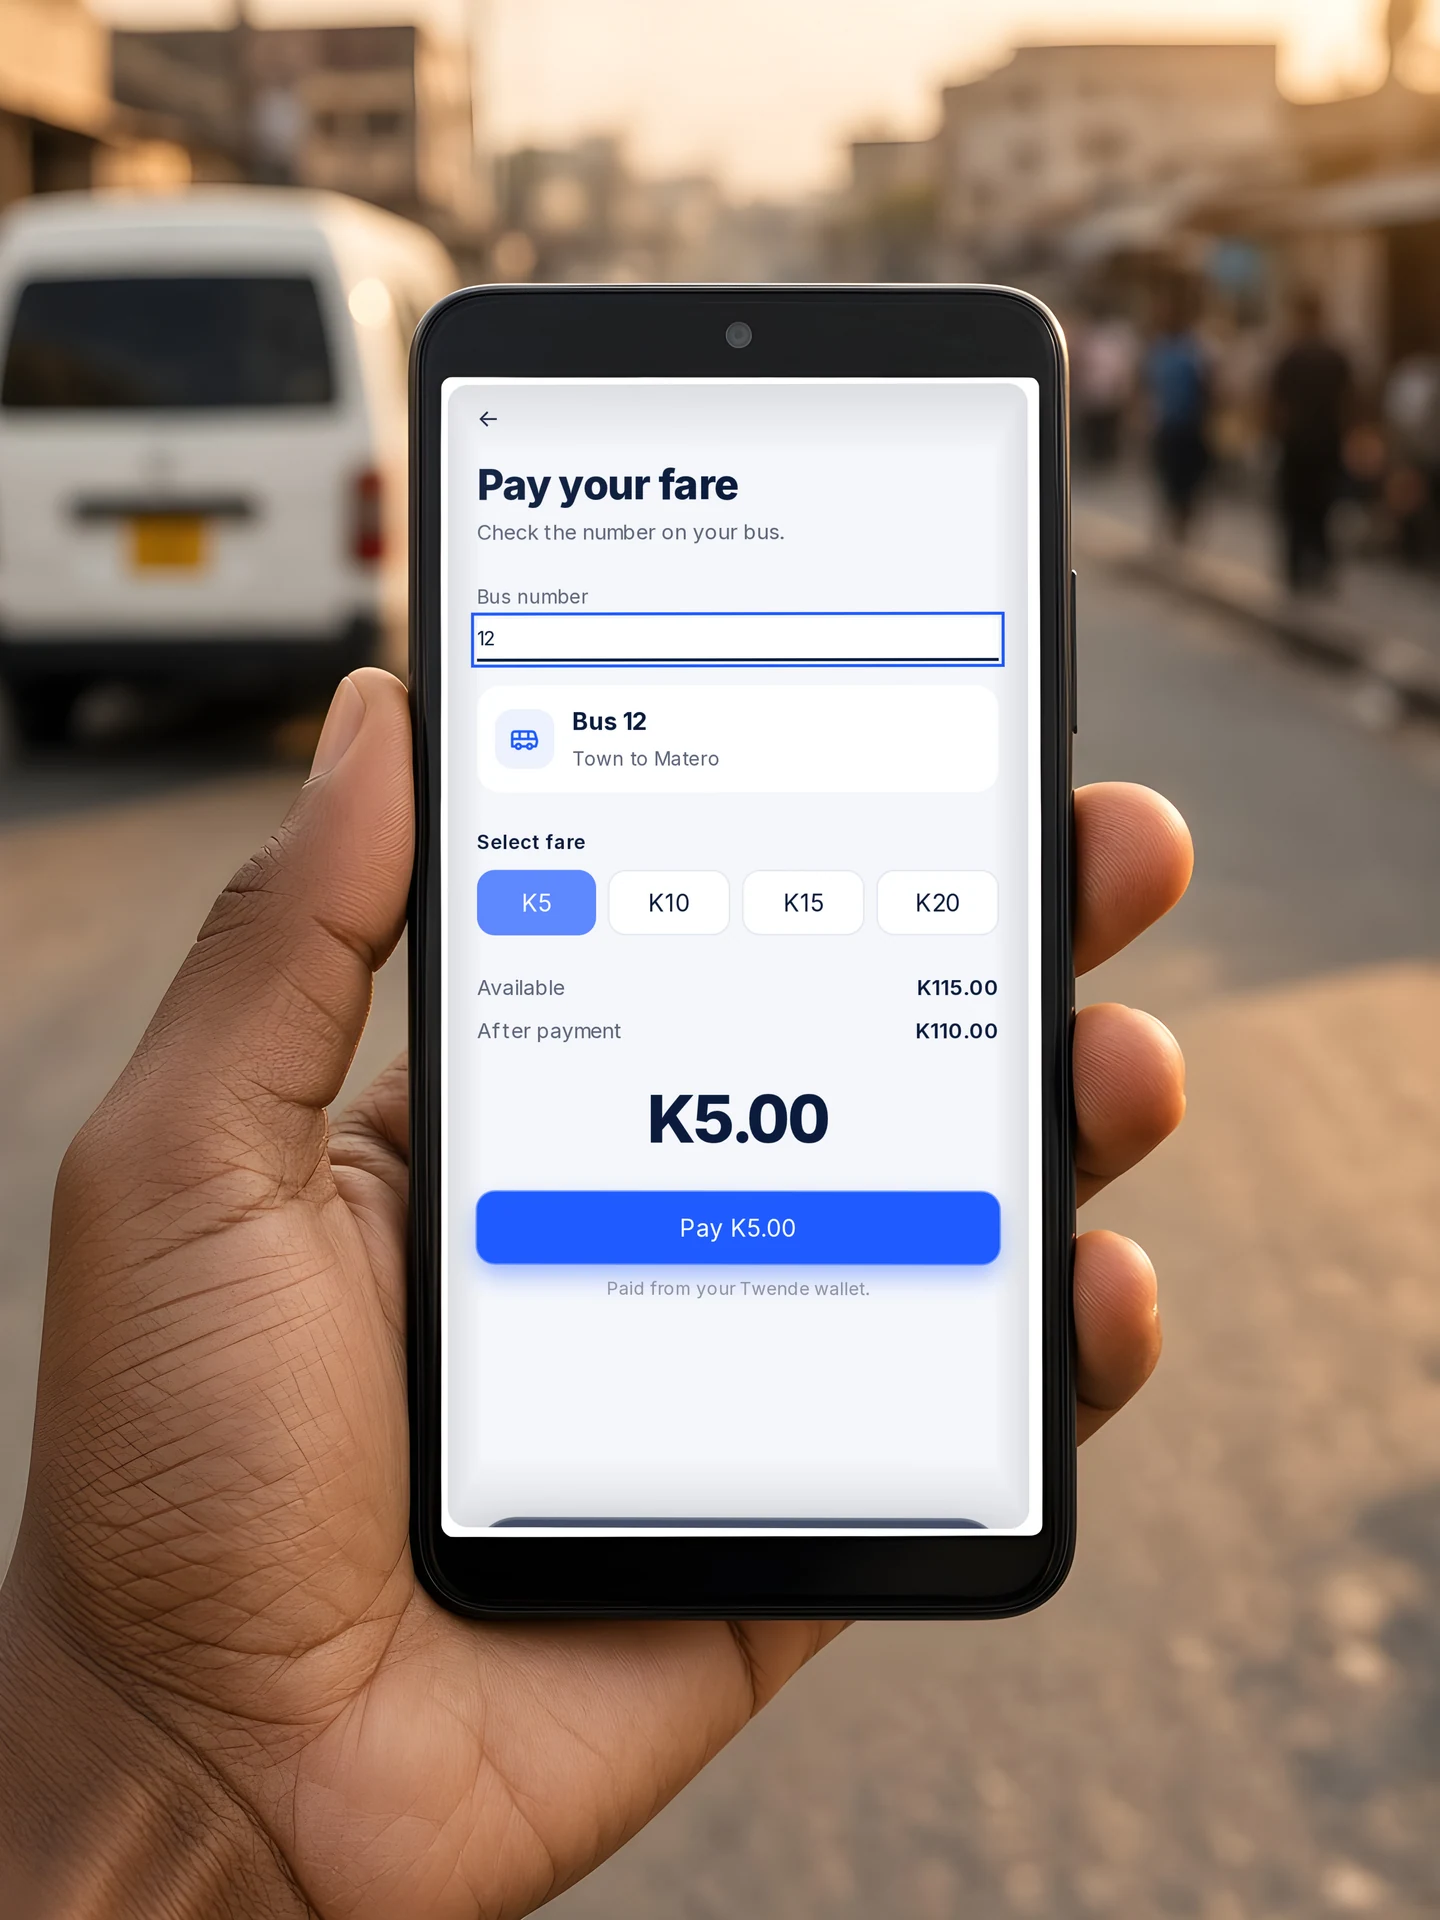 Pay your fare
Check the number on your bus.
Bus number
12
Bus 12
Town to Matero
Select fare
K5 K10 K15 K20
Available K115.00
After payment K110.00
K5.00
Pay K5.00
Paid from your Twende wallet.